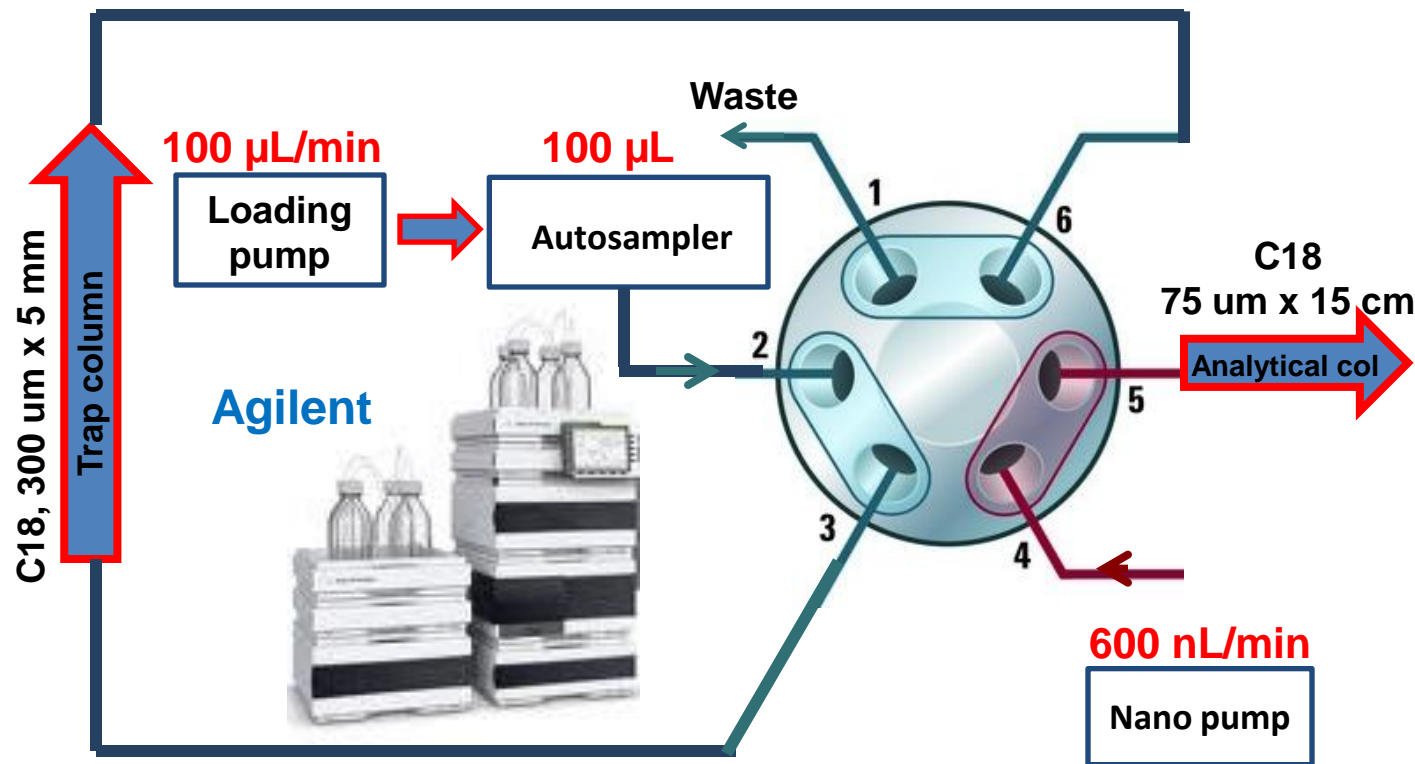 Waste
100 µL/min
100 µL
Loading
pump
Autosampler
1
6
2
5
3
4
C18
75 um x 15 cm
Analytical col
C18, 300 um x 5 mm
Trap column
Agilent
600 nL/min
Nano pump